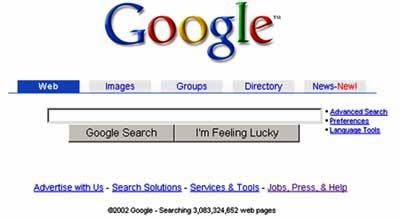 Google™
Web Images Groups Directory News-New!
• Advanced Search
• Preferences
• Language Tools
Google Search I'm Feeling Lucky
Advertise with Us - Search Solutions - Services & Tools - Jobs, Press, & Help
©2002 Google - Searching 3,083,324,652 web pages